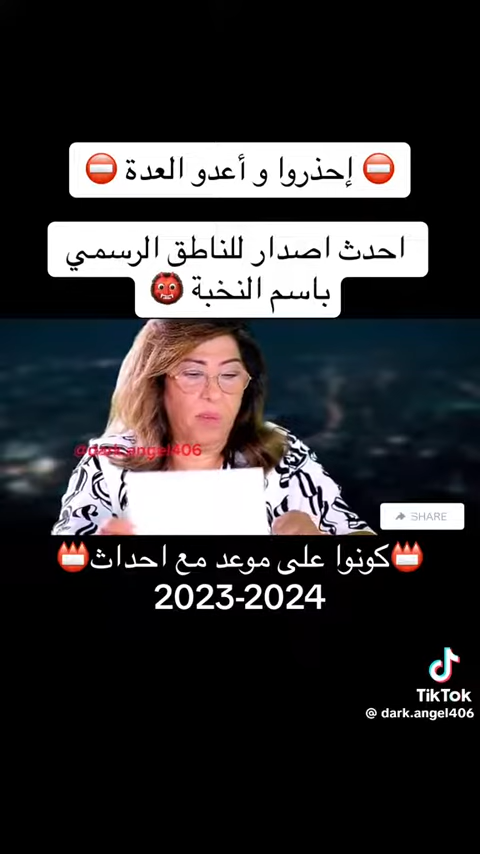 ⛔ إحذروا و أعدو العدة ⛔
احدث اصدار للناطق الرسمي
باسم النخبة 👹
@dark.angel406
SHARE
📛كونوا على موعد مع احداث📛
2023-2024
TikTok
@ dark.angel406